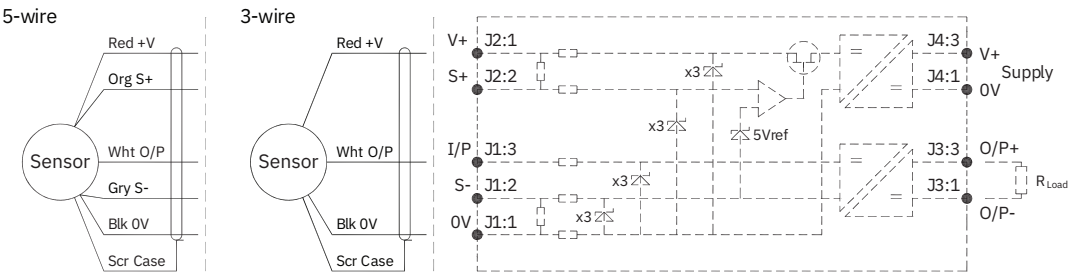 5-wire
Red +V
Org S+
Sensor
Wht O/P
Gry S-
Blk 0V
Scr Case
3-wire
Red +V
Sensor
Wht O/P
Blk 0V
Scr Case
V+ J2:1
S+ J2:2
I/P J1:3
S- J1:2
0V J1:1
x3
x3
x3
x3
5Vref
J4:3 V+
Supply
J4:1 0V
J3:3 O/P+
RLoad
J3:1 O/P-